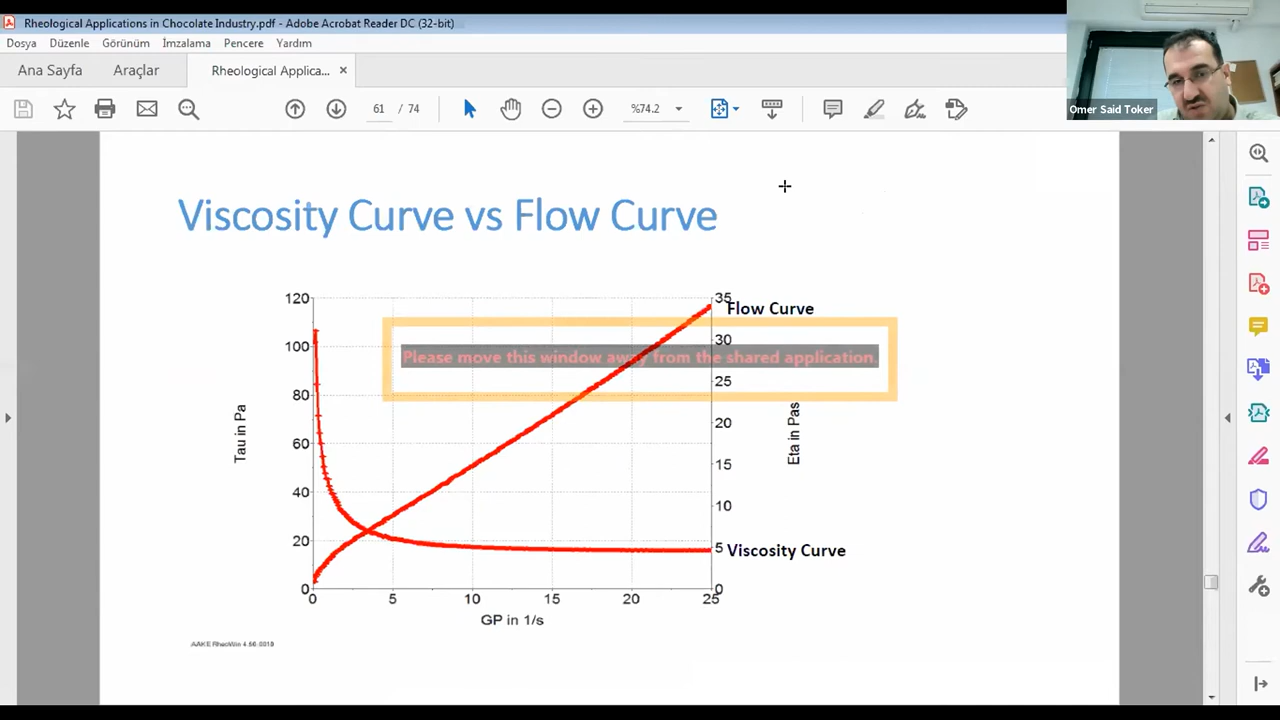 Rheological Applications in Chocolate Industry.pdf - Adobe Acrobat Reader DC (32-bit)
Dosya Düzenle Görünüm İmzalama Pencere Yardım
Ana Sayfa Araçlar Rheological Applica... ×
61 / 74 %74.2
Omer Said Toker
Viscosity Curve vs Flow Curve
Please move this window away from the shared application.
Flow Curve
Viscosity Curve
Tau in Pa
120
100
80
60
40
20
0
Eta in Pas
35
30
25
20
15
10
5
0
0 5 10 15 20 25
GP in 1/s